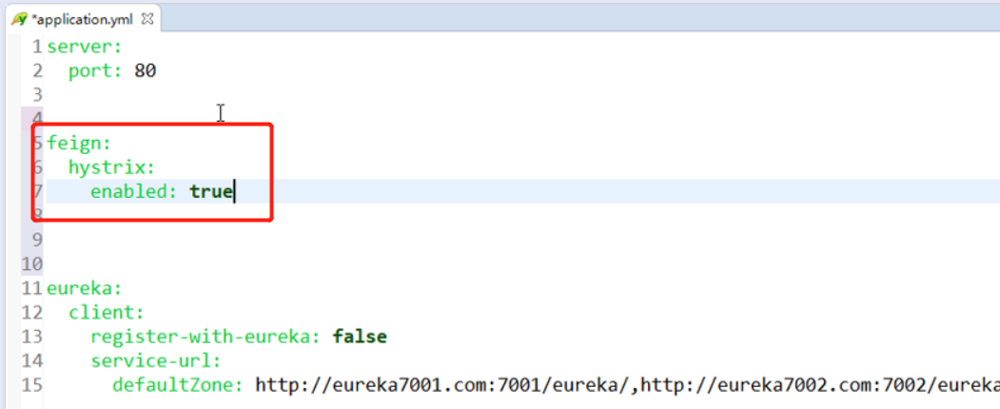 *application.yml
1 server:
2 port: 80
3
4
5 feign:
6 hystrix:
7 enabled: true
8
9
10
11 eureka:
12 client:
13 register-with-eureka: false
14 service-url:
15 defaultZone: http://eureka7001.com:7001/eureka/,http://eureka7002.com:7002/eureka